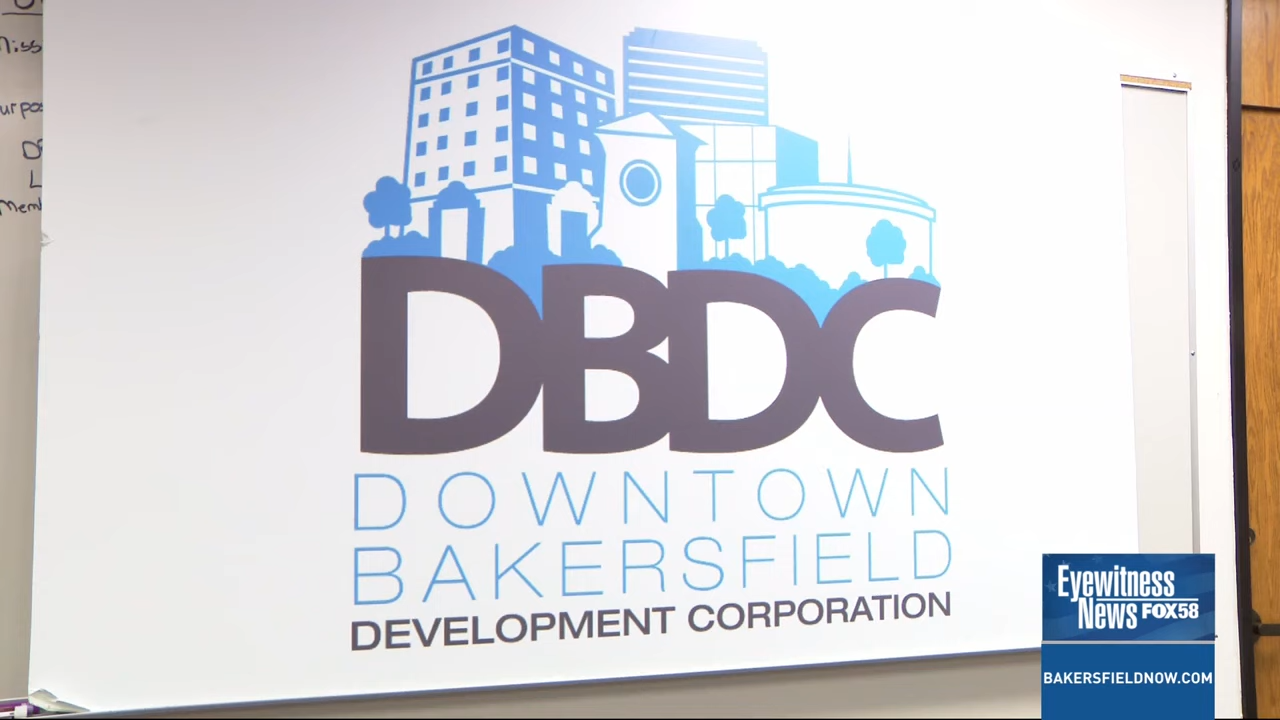 DBDC
DOWNTOWN
BAKERSFIELD
DEVELOPMENT CORPORATION
Eyewitness
News FOX58
BAKERSFIELDNOW.COM